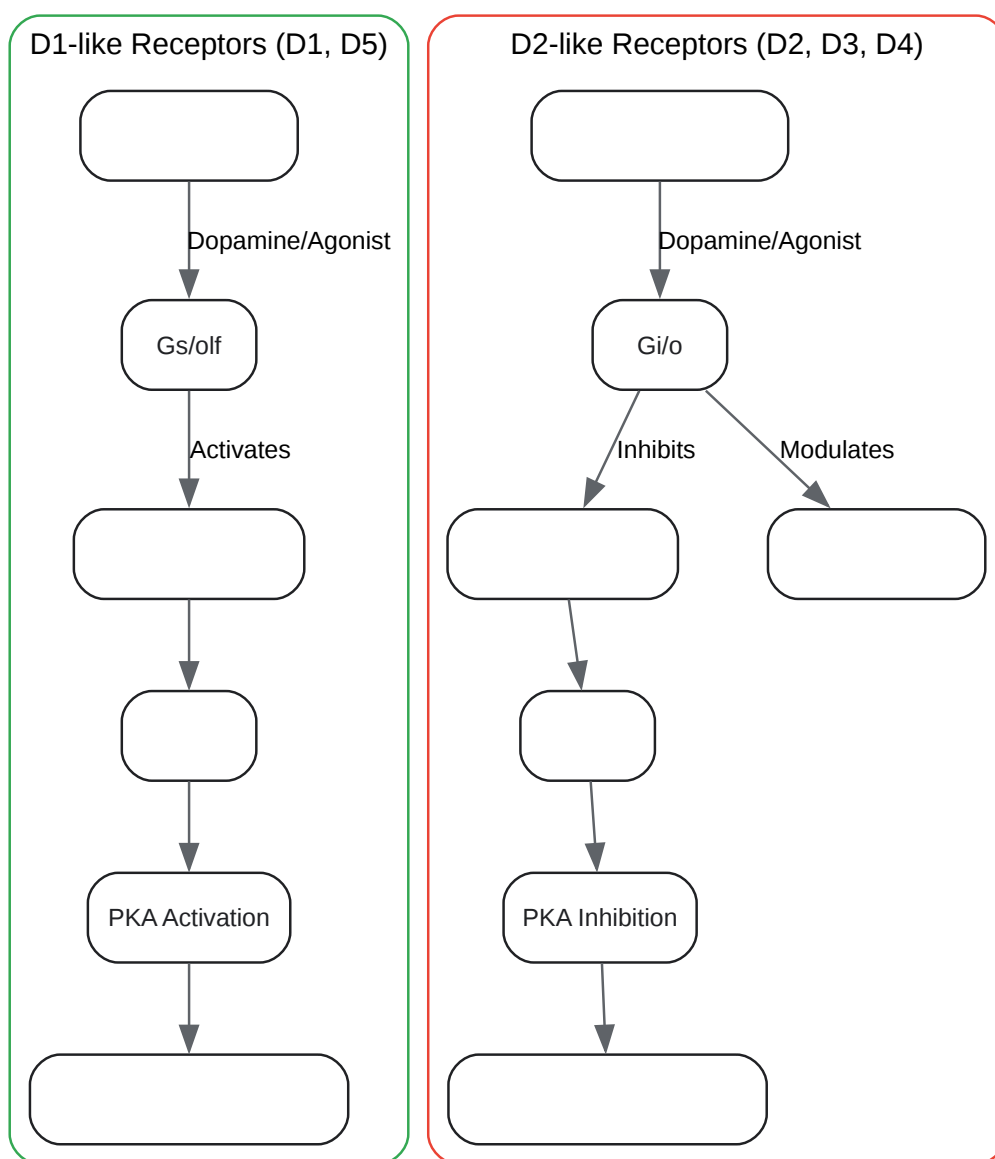 D1-like Receptors (D1, D5)
Dopamine/Agonist
Gs/olf
Activates
PKA Activation
D2-like Receptors (D2, D3, D4)
Dopamine/Agonist
Gi/o
Inhibits
Modulates
PKA Inhibition